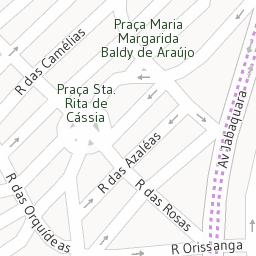 Praça Maria
Margarida
Baldy de Araújo
R das Camélias
Praça Sta.
Rita de
Cássia
Av Jabaquara
R das Azaléas
R das Rosas
R das Orquídeas
R Orissanga